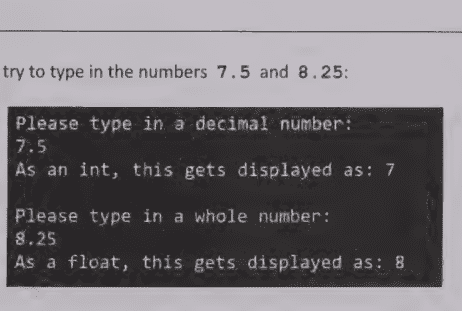 try to type in the numbers 7.5 and 8.25:
Please type in a decimal number:
7.5
As an int, this gets displayed as: 7
Please type in a whole number:
8.25
As a float, this gets displayed as: 8